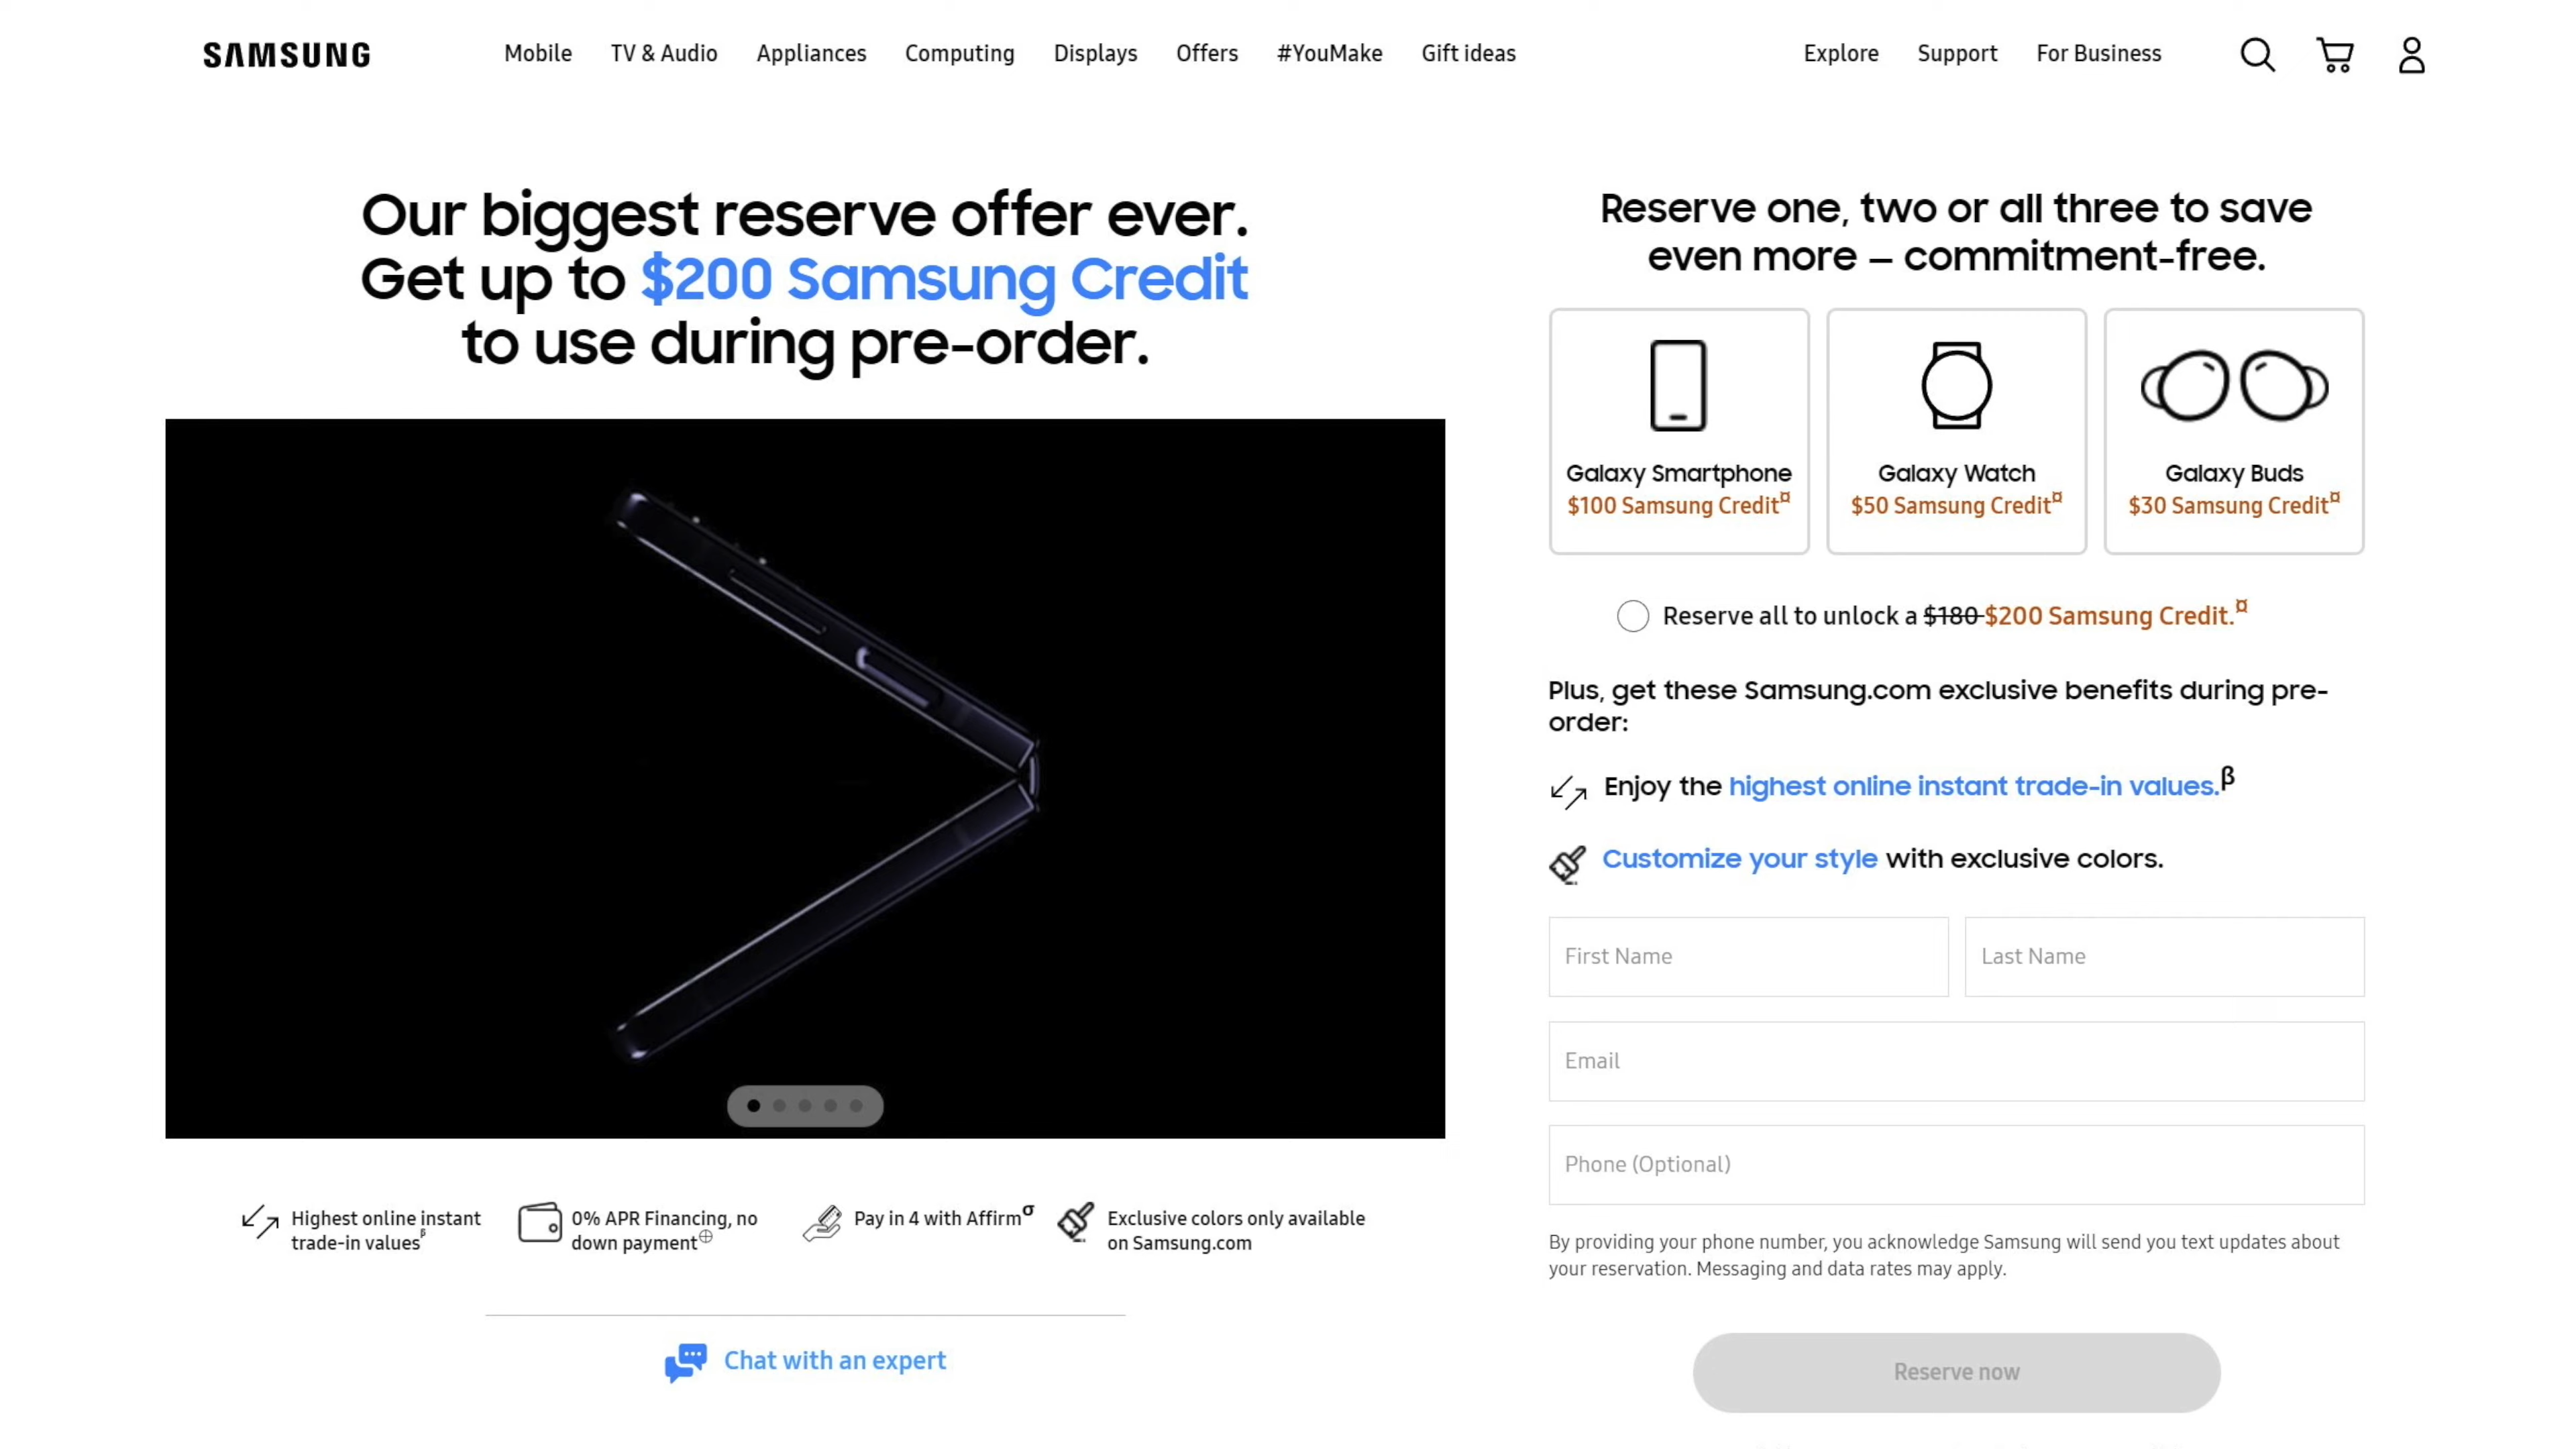 SAMSUNG
Mobile
TV & Audio
Appliances
Computing
Displays
Offers
#YouMake
Gift ideas
Explore
Support
For Business
Our biggest reserve offer ever.
Get up to $200 Samsung Credit
to use during pre-order.
Highest online instant
trade-in valuesᵝ
0% APR Financing, no
down payment⊕
Pay in 4 with Affirmσ
Exclusive colors only available
on Samsung.com
Chat with an expert
Reserve one, two or all three to save
even more – commitment-free.
Galaxy Smartphone
$100 Samsung Credit¤
Galaxy Watch
$50 Samsung Credit¤
Galaxy Buds
$30 Samsung Credit¤
Reserve all to unlock a $180 $200 Samsung Credit.¤
Plus, get these Samsung.com exclusive benefits during pre-
order:
Enjoy the highest online instant trade-in values.β
Customize your style with exclusive colors.
First Name
Last Name
Email
Phone (Optional)
By providing your phone number, you acknowledge Samsung will send you text updates about
your reservation. Messaging and data rates may apply.
Reserve now